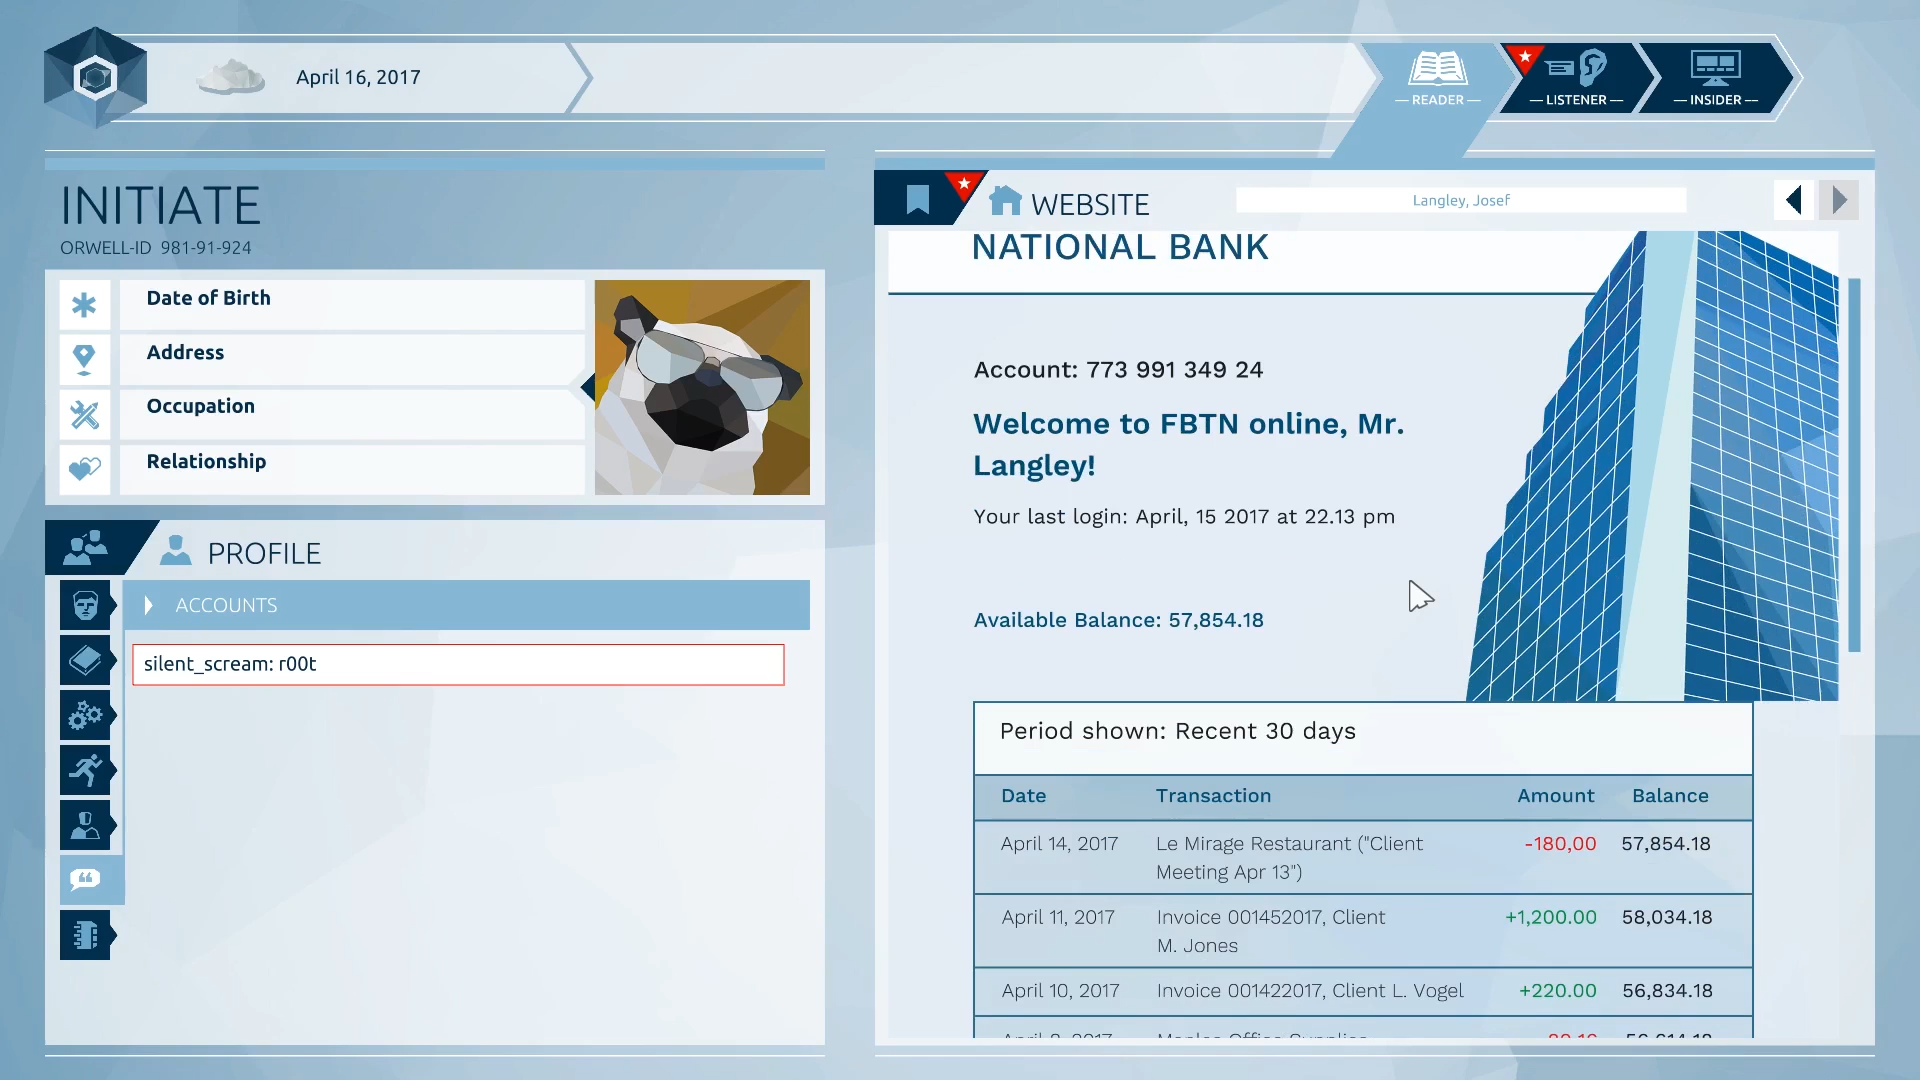 April 16, 2017
READER
LISTENER
INSIDER
INITIATE
ORWELL-ID 981-91-924
Date of Birth
Address
Occupation
Relationship
PROFILE
ACCOUNTS
silent_scream: r00t
WEBSITE
Langley, Josef
NATIONAL BANK
Account: 773 991 349 24
Welcome to FBTN online, Mr.
Langley!
Your last login: April, 15 2017 at 22.13 pm
Available Balance: 57,854.18
Period shown: Recent 30 days
Date Transaction Amount Balance
April 14, 2017 Le Mirage Restaurant ("Client -180,00 57,854.18
Meeting Apr 13")
April 11, 2017 Invoice 001452017, Client +1,200.00 58,034.18
M. Jones
April 10, 2017 Invoice 001422017, Client L. Vogel +220.00 56,834.18